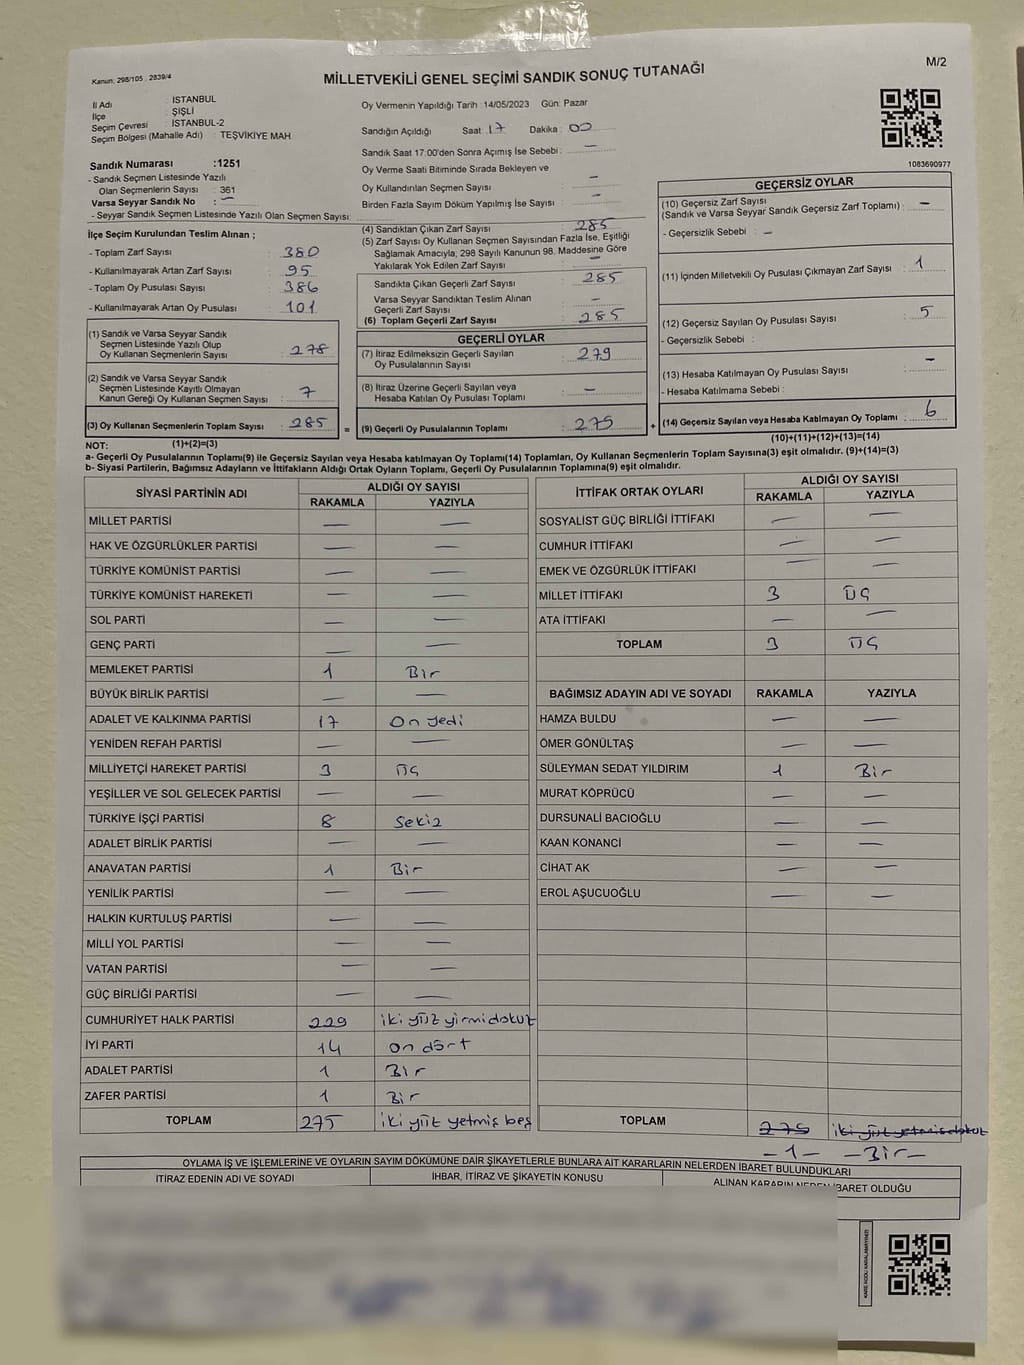 Kanun: 298/105 , 2839/4
MİLLETVEKİLİ GENEL SEÇİMİ SANDIK SONUÇ TUTANAĞI
M/2
İl Adı : İSTANBUL
İlçe : ŞİŞLİ
Seçim Çevresi : İSTANBUL-2
Seçim Bölgesi (Mahalle Adı) : TEŞVİKİYE MAH.
Sandık Numarası :1251
- Sandık Seçmen Listesinde Yazılı
Olan Seçmenlerin Sayısı : 361
Varsa Seyyar Sandık No : —
- Seyyar Sandık Seçmen Listesinde Yazılı Olan Seçmen Sayısı:
İlçe Seçim Kurulundan Teslim Alınan ;
- Toplam Zarf Sayısı : 380
- Kullanılmayarak Artan Zarf Sayısı : 95
- Toplam Oy Pusulası Sayısı : 386
- Kullanılmayarak Artan Oy Pusulası : 101
(1) Sandık ve Varsa Seyyar Sandık
Seçmen Listesinde Yazılı Olup
Oy Kullanan Seçmenlerin Sayısı : 278
(2) Sandık ve Varsa Seyyar Sandık
Seçmen Listesinde Kayıtlı Olmayan
Kanun Gereği Oy Kullanan Seçmen Sayısı : 7
(3) Oy Kullanan Seçmenlerin Toplam Sayısı : 285
(1)+(2)=(3)
Oy Vermenin Yapıldığı Tarih :14/05/2023 Gün: Pazar
Sandığın Açıldığı Saat 17 Dakika : 00
Sandık Saat 17:00'den Sonra Açımış İse Sebebi : —
Oy Verme Saati Bitiminde Sırada Bekleyen ve
Oy Kullandırılan Seçmen Sayısı : —
Birden Fazla Sayım Döküm Yapılmış İse Sayısı : —
(4) Sandıktan Çıkan Zarf Sayısı : 285
(5) Zarf Sayısı Oy Kullanan Seçmen Sayısından Fazla İse, Eşitliği
Sağlamak Amacıyla; 298 Sayılı Kanunun 98. Maddesine Göre
Yakılarak Yok Edilen Zarf Sayısı : —
Sandıkta Çıkan Geçerli Zarf Sayısı : 285
Varsa Seyyar Sandıktan Teslim Alınan
Geçerli Zarf Sayısı : —
(6) Toplam Geçerli Zarf Sayısı : 285
GEÇERLİ OYLAR
(7) İtiraz Edilmeksizin Geçerli Sayılan
Oy Pusulalarının Sayısı : 279
(8) İtiraz Üzerine Geçerli Sayılan veya
Hesaba Katılan Oy Pusulası Toplamı : —
= (9) Geçerli Oy Pusulalarının Toplamı : 279 +
1083690977
GEÇERSİZ OYLAR
(10) Geçersiz Zarf Sayısı
(Sandık ve Varsa Seyyar Sandık Geçersiz Zarf Toplamı) : —
- Geçersizlik Sebebi : —
(11) İçinden Milletvekili Oy Pusulası Çıkmayan Zarf Sayısı : 1
(12) Geçersiz Sayılan Oy Pusulası Sayısı : 5
- Geçersizlik Sebebi :
(13) Hesaba Katılmayan Oy Pusulası Sayısı : —
- Hesaba Katılmama Sebebi :
(14) Geçersiz Sayılan veya Hesaba Katılmayan Oy Toplamı : 6
(10)+(11)+(12)+(13)=(14)
NOT:
a- Geçerli Oy Pusulaları Toplamı(9) ile Geçersiz Sayılan veya Hesaba katılmayan Oy Toplamı(14) Toplamları, Oy Kullanan Seçmenlerin Toplam Sayısına(3) eşit olmalıdır. (9)+(14)=(3)
b- Siyasi Partilerin, Bağımsız Adayların ve İttifakların Aldığı Ortak Oyların Toplamı, Geçerli Oy Pusulalarının Toplamına(9) eşit olmalıdır.
SİYASİ PARTİNİN ADI ALDIĞI OY SAYISI
RAKAMLA YAZIYLA
MİLLET PARTİSİ — —
HAK VE ÖZGÜRLÜKLER PARTİSİ — —
TÜRKİYE KOMÜNİST PARTİSİ — —
TÜRKİYE KOMÜNİST HAREKETİ — —
SOL PARTİ — —
GENÇ PARTİ — —
MEMLEKET PARTİSİ 1 Bir
BÜYÜK BİRLİK PARTİSİ — —
ADALET VE KALKINMA PARTİSİ 17 On yedi
YENİDEN REFAH PARTİSİ — —
MİLLİYETÇİ HAREKET PARTİSİ 3 ÜÇ
YEŞİLLER VE SOL GELECEK PARTİSİ — —
TÜRKİYE İŞÇİ PARTİSİ 8 Sekiz
ADALET BİRLİK PARTİSİ — —
ANAVATAN PARTİSİ 1 Bir
YENİLİK PARTİSİ — —
HALKIN KURTULUŞ PARTİSİ — —
MİLLİ YOL PARTİSİ — —
VATAN PARTİSİ — —
GÜÇ BİRLİĞİ PARTİSİ — —
CUMHURİYET HALK PARTİSİ 229 iki yüz yirmidokuz
İYİ PARTİ 14 on dört
ADALET PARTİSİ 1 Bir
ZAFER PARTİSİ 1 Bir
TOPLAM 275 iki yüz yetmiş beş
İTTİFAK ORTAK OYLARI ALDIĞI OY SAYISI
RAKAMLA YAZIYLA
SOSYALİST GÜÇ BİRLİĞİ İTTİFAKI — —
CUMHUR İTTİFAKI — —
EMEK VE ÖZGÜRLÜK İTTİFAKI — —
MİLLET İTTİFAKI 3 ÜÇ
ATA İTTİFAKI — —
TOPLAM 3 ÜÇ
BAĞIMSIZ ADAYIN ADI VE SOYADI RAKAMLA YAZIYLA
HAMZA BULDU — —
ÖMER GÖNÜLTAŞ — —
SÜLEYMAN SEDAT YILDIRIM 1 Bir
MURAT KÖPRÜCÜ — —
DURSUNALİ BACIOĞLU — —
KAAN KONANCİ — —
CİHAT AK — —
EROL AŞUCUOĞLU — —
TOPLAM 279 iki yüz yetmiş dokuz
-1- -Bir-
OYLAMA İŞ VE İŞLEMLERİNE VE OYLARIN SAYIM DÖKÜMÜNE DAİR ŞİKAYETLERLE BUNLARA AİT KARARLARIN NELERDEN İBARET BULUNDUKLARI
İTİRAZ EDENİN ADI VE SOYADI İHBAR, İTİRAZ VE ŞİKAYETİN KONUSU ALINAN KARARIN NEDEN İBARET OLDUĞU
KARE KODU KARALAMAYINIZ!